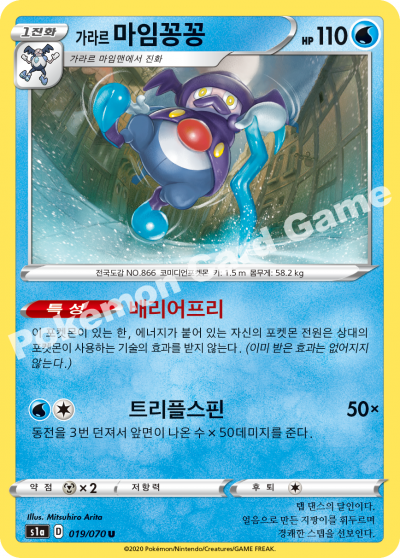 1진화
가라르 마임꽁꽁
HP 110
가라르 마임맨에서 진화
전국도감 NO.866 코미디언포켓몬 키: 1.5 m 몸무게: 58.2 kg
특성 배리어프리
이 포켓몬이 있는 한, 에너지가 붙어 있는 자신의 포켓몬 전원은 상대의
포켓몬이 사용하는 기술의 효과를 받지 않는다. (이미 받은 효과는 없어지지
않는다.)
트리플스핀 50×
동전을 3번 던져서 앞면이 나온 수 × 50데미지를 준다.
약점 ×2 저항력 후퇴
Illus. Mitsuhiro Arita
s1a D 019/070 U
탭 댄스의 달인이다.
얼음으로 만든 지팡이를 휘두르며
경쾌한 스텝을 선보인다.
©2020 Pokémon/Nintendo/Creatures/GAME FREAK.
Pokémon Card Game